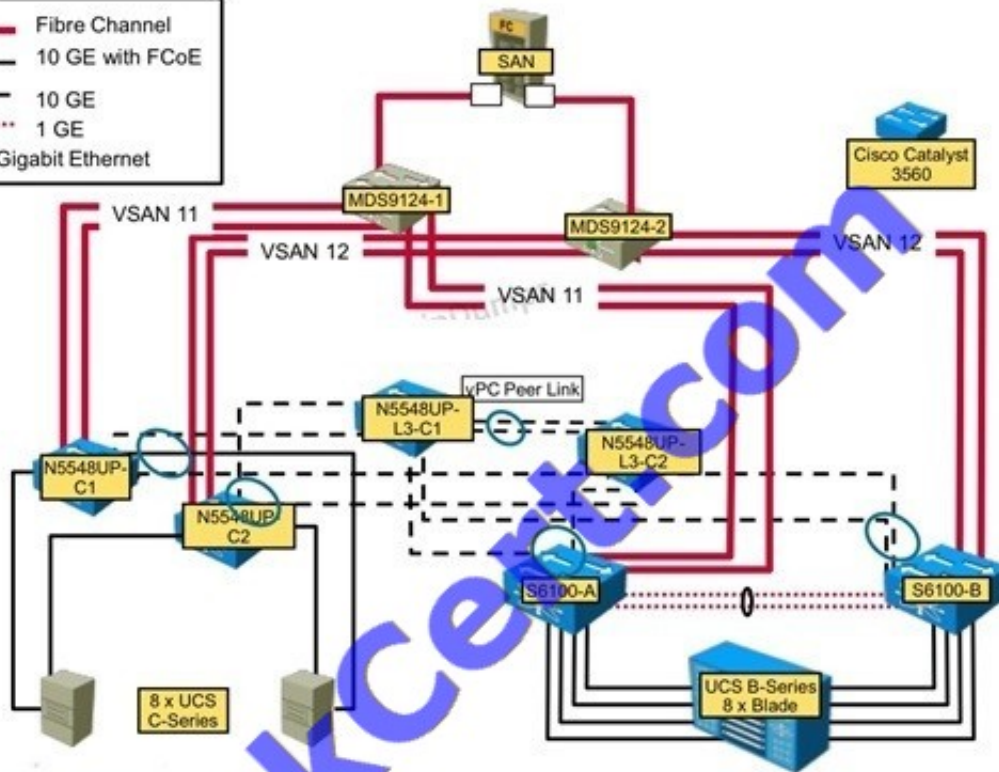 Fibre Channel
10 GE with FCoE
10 GE
1 GE
Gigabit Ethernet
FC
SAN
Cisco Catalyst
3560
MDS9124-1
MDS9124-2
VSAN 11
VSAN 12
VSAN 12
VSAN 11
vPC Peer Link
N5548UP-
L3-C1
N5548UP-
L3-C2
N5548UP-
C1
N5548UP
C2
S6100-A
S6100-B
8 x UCS
C-Series
UCS B-Series
8 x Blade
kCert.com